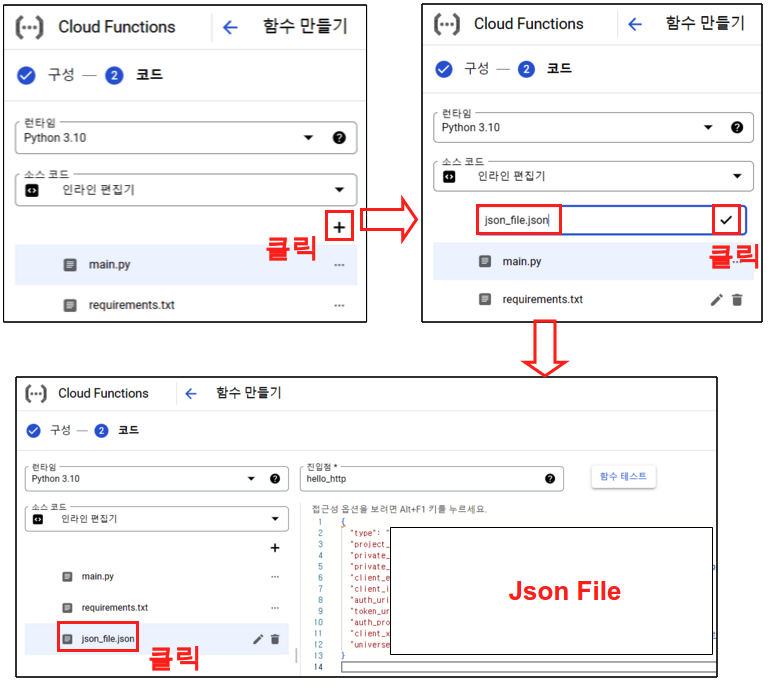 Cloud Functions
함수 만들기
구성
2
코드
런타임
Python 3.10
소스 코드
인라인 편집기
클릭
main.py
requirements.txt
Cloud Functions
함수 만들기
구성
2
코드
런타임
Python 3.10
소스 코드
인라인 편집기
json_file.json
클릭
main.py
requirements.txt
Cloud Functions
함수 만들기
구성
2
코드
런타임
Python 3.10
진입점 *
hello_http
함수 테스트
소스 코드
인라인 편집기
main.py
requirements.txt
json_file.json
클릭
접근성 옵션을 보려면 Alt+F1 키를 누르세요.
1 {
2 "type": "
3 "project_
4 "private_
5 "private_
6 "client_e
7 "client_i
8 "auth_uri
9 "token_ur
10 "auth_pro
11 "client_x
12 "universe
13 }
14
Json File